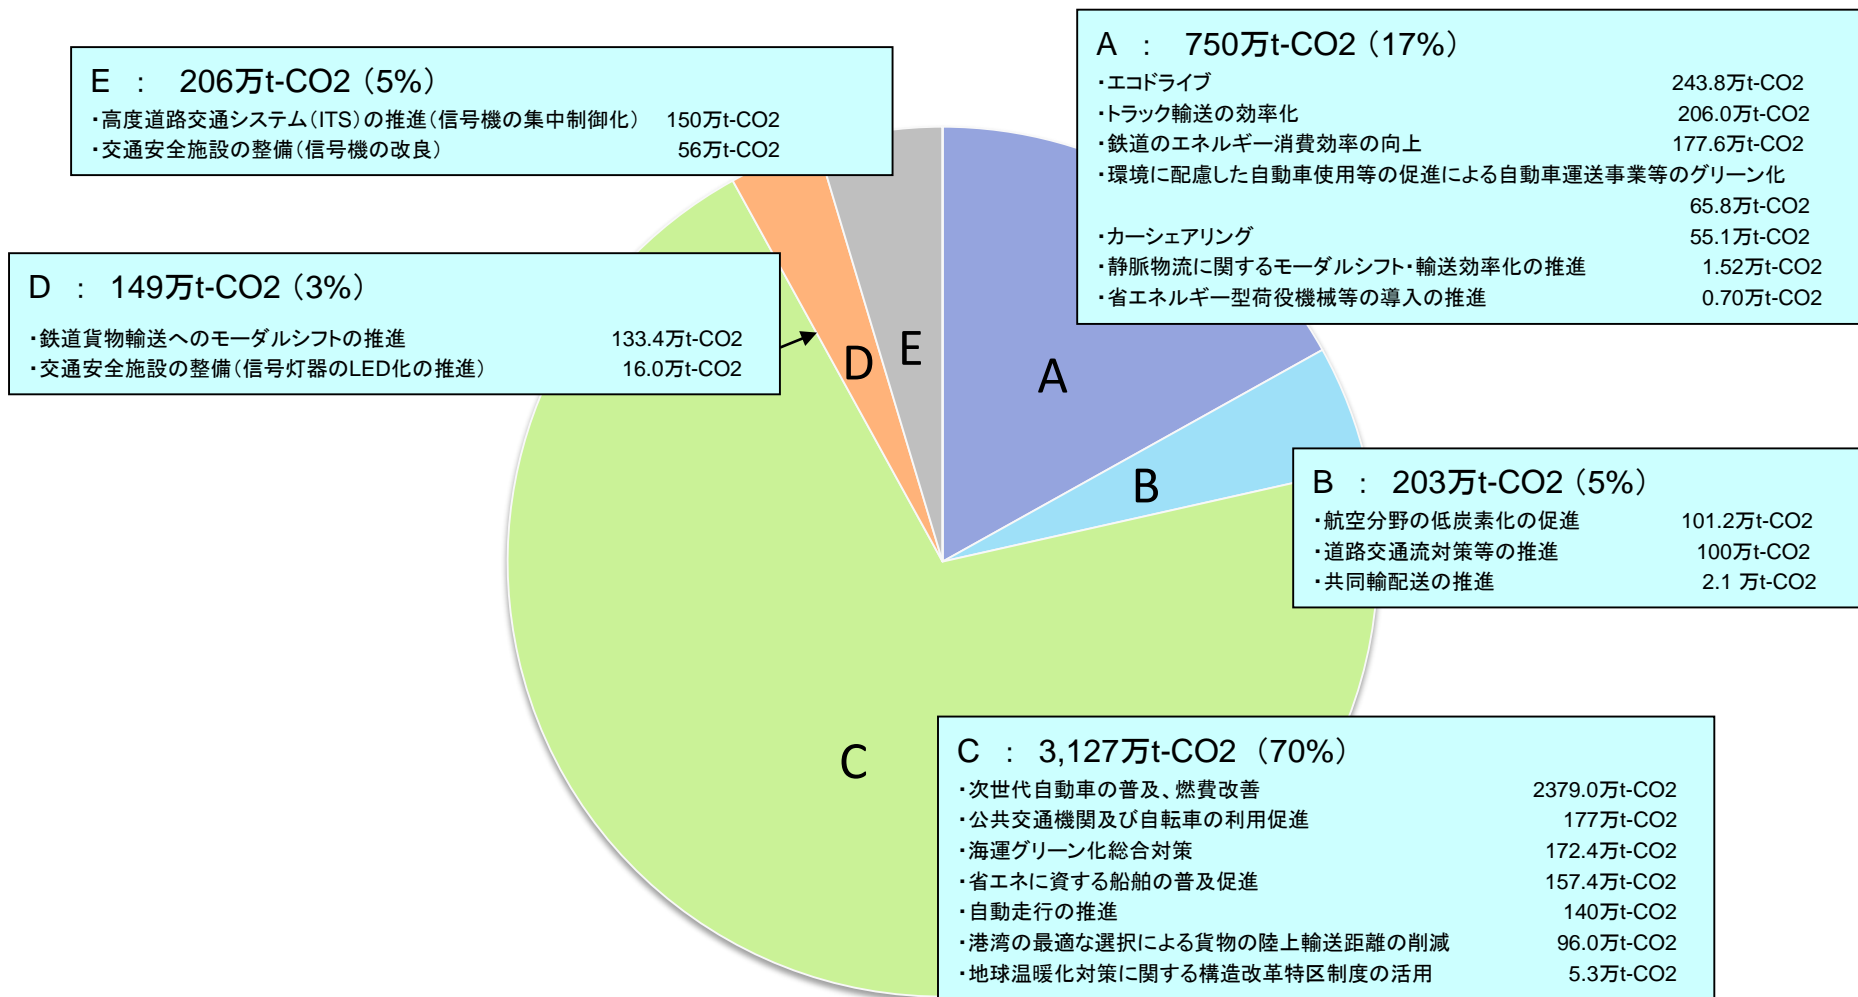 E ： 206万t-CO2（5%）
・高度道路交通システム（ITS）の推進（信号機の集中制御化） 150万t-CO2
・交通安全施設の整備（信号機の改良） 56万t-CO2
A ： 750万t-CO2（17%）
・エコドライブ 243.8万t-CO2
・トラック輸送の効率化 206.0万t-CO2
・鉄道のエネルギー消費効率の向上 177.6万t-CO2
・環境に配慮した自動車使用等の促進による自動車運送事業等のグリーン化
65.8万t-CO2
・カーシェアリング 55.1万t-CO2
・静脈物流に関するモーダルシフト・輸送効率化の推進 1.52万t-CO2
・省エネルギー型荷役機械等の導入の推進 0.70万t-CO2
D ： 149万t-CO2（3%）
・鉄道貨物輸送へのモーダルシフトの推進 133.4万t-CO2
・交通安全施設の整備（信号灯器のLED化の推進） 16.0万t-CO2
D
E
A
B
B ： 203万t-CO2（5%）
・航空分野の低炭素化の促進 101.2万t-CO2
・道路交通流対策等の推進 100万t-CO2
・共同輸配送の推進 2.1 万t-CO2
C
C ： 3,127万t-CO2（70%）
・次世代自動車の普及、燃費改善 2379.0万t-CO2
・公共交通機関及び自転車の利用促進 177万t-CO2
・海運グリーン化総合対策 172.4万t-CO2
・省エネに資する船舶の普及促進 157.4万t-CO2
・自動走行の推進 140万t-CO2
・港湾の最適な選択による貨物の陸上輸送距離の削減 96.0万t-CO2
・地球温暖化対策に関する構造改革特区制度の活用 5.3万t-CO2